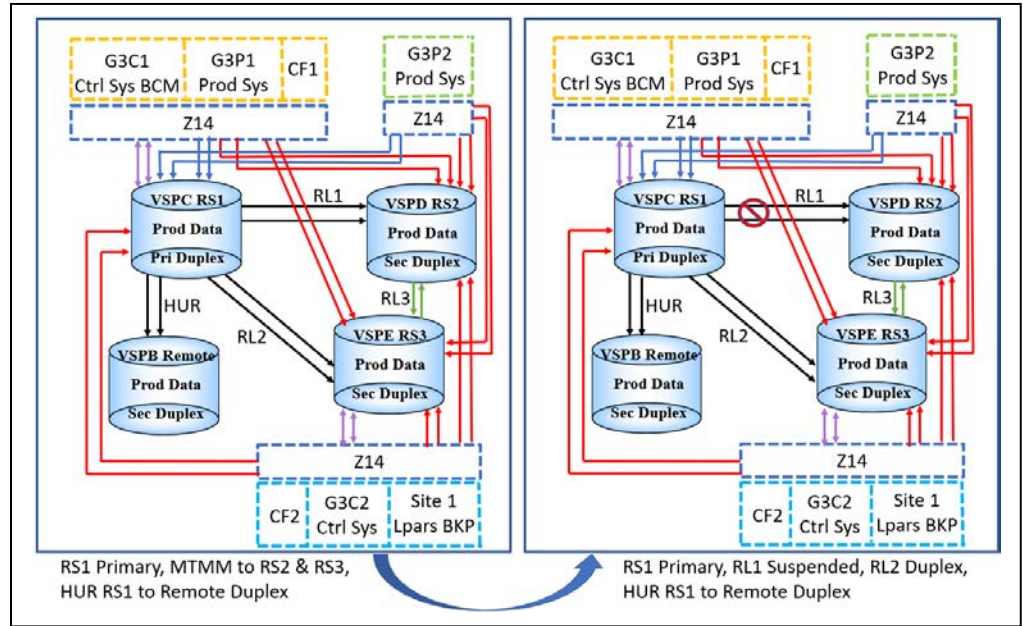 G3C1
Ctrl Sys BCM
G3P1
Prod Sys
CF1
G3P2
Prod Sys
Z14
Z14
VSPC RS1
Prod Data
Pri Duplex
RL1
VSPD RS2
Prod Data
Sec Duplex
HUR
RL2
RL3
VSPB Remote
Prod Data
Sec Duplex
VSPE RS3
Prod Data
Sec Duplex
Z14
CF2
G3C2
Ctrl Sys
Site 1
Lpars BKP
RS1 Primary, MTMM to RS2 & RS3,
HUR RS1 to Remote Duplex
G3C1
Ctrl Sys BCM
G3P1
Prod Sys
CF1
G3P2
Prod Sys
Z14
Z14
VSPC RS1
Prod Data
Pri Duplex
RL1
VSPD RS2
Prod Data
Sec Duplex
HUR
RL2
RL3
VSPB Remote
Prod Data
Sec Duplex
VSPE RS3
Prod Data
Sec Duplex
Z14
CF2
G3C2
Ctrl Sys
Site 1
Lpars BKP
RS1 Primary, RL1 Suspended, RL2 Duplex,
HUR RS1 to Remote Duplex